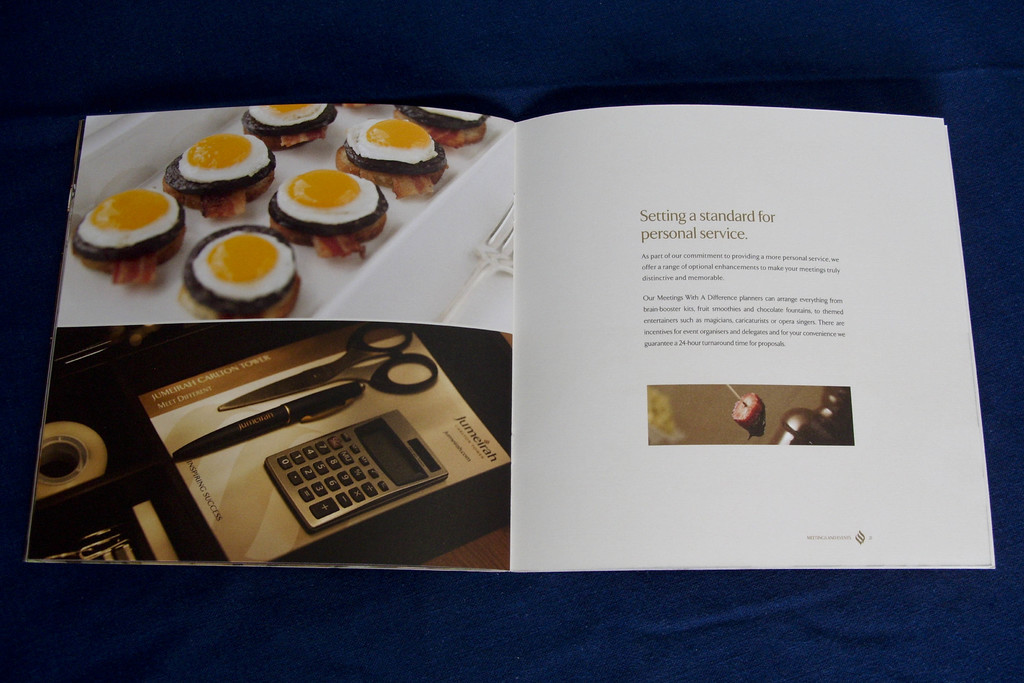 JUMEIRAH CARLTON TOWER
MEET DIFFERENT
Jumeirah
Jumeirah
INSPIRING SUCCESS
Setting a standard for
personal service.
As part of our commitment to providing a more personal service, we
offer a range of optional enhancements to make your meetings truly
distinctive and memorable.
Our Meetings With A Difference planners can arrange everything from
brain-booster kits, fruit smoothies and chocolate fountains, to themed
entertainers such as magicians, caricaturists or opera singers. There are
incentives for event organisers and delegates and for your convenience we
guarantee a 24-hour turnaround time for proposals.
MEETINGS AND EVENTS